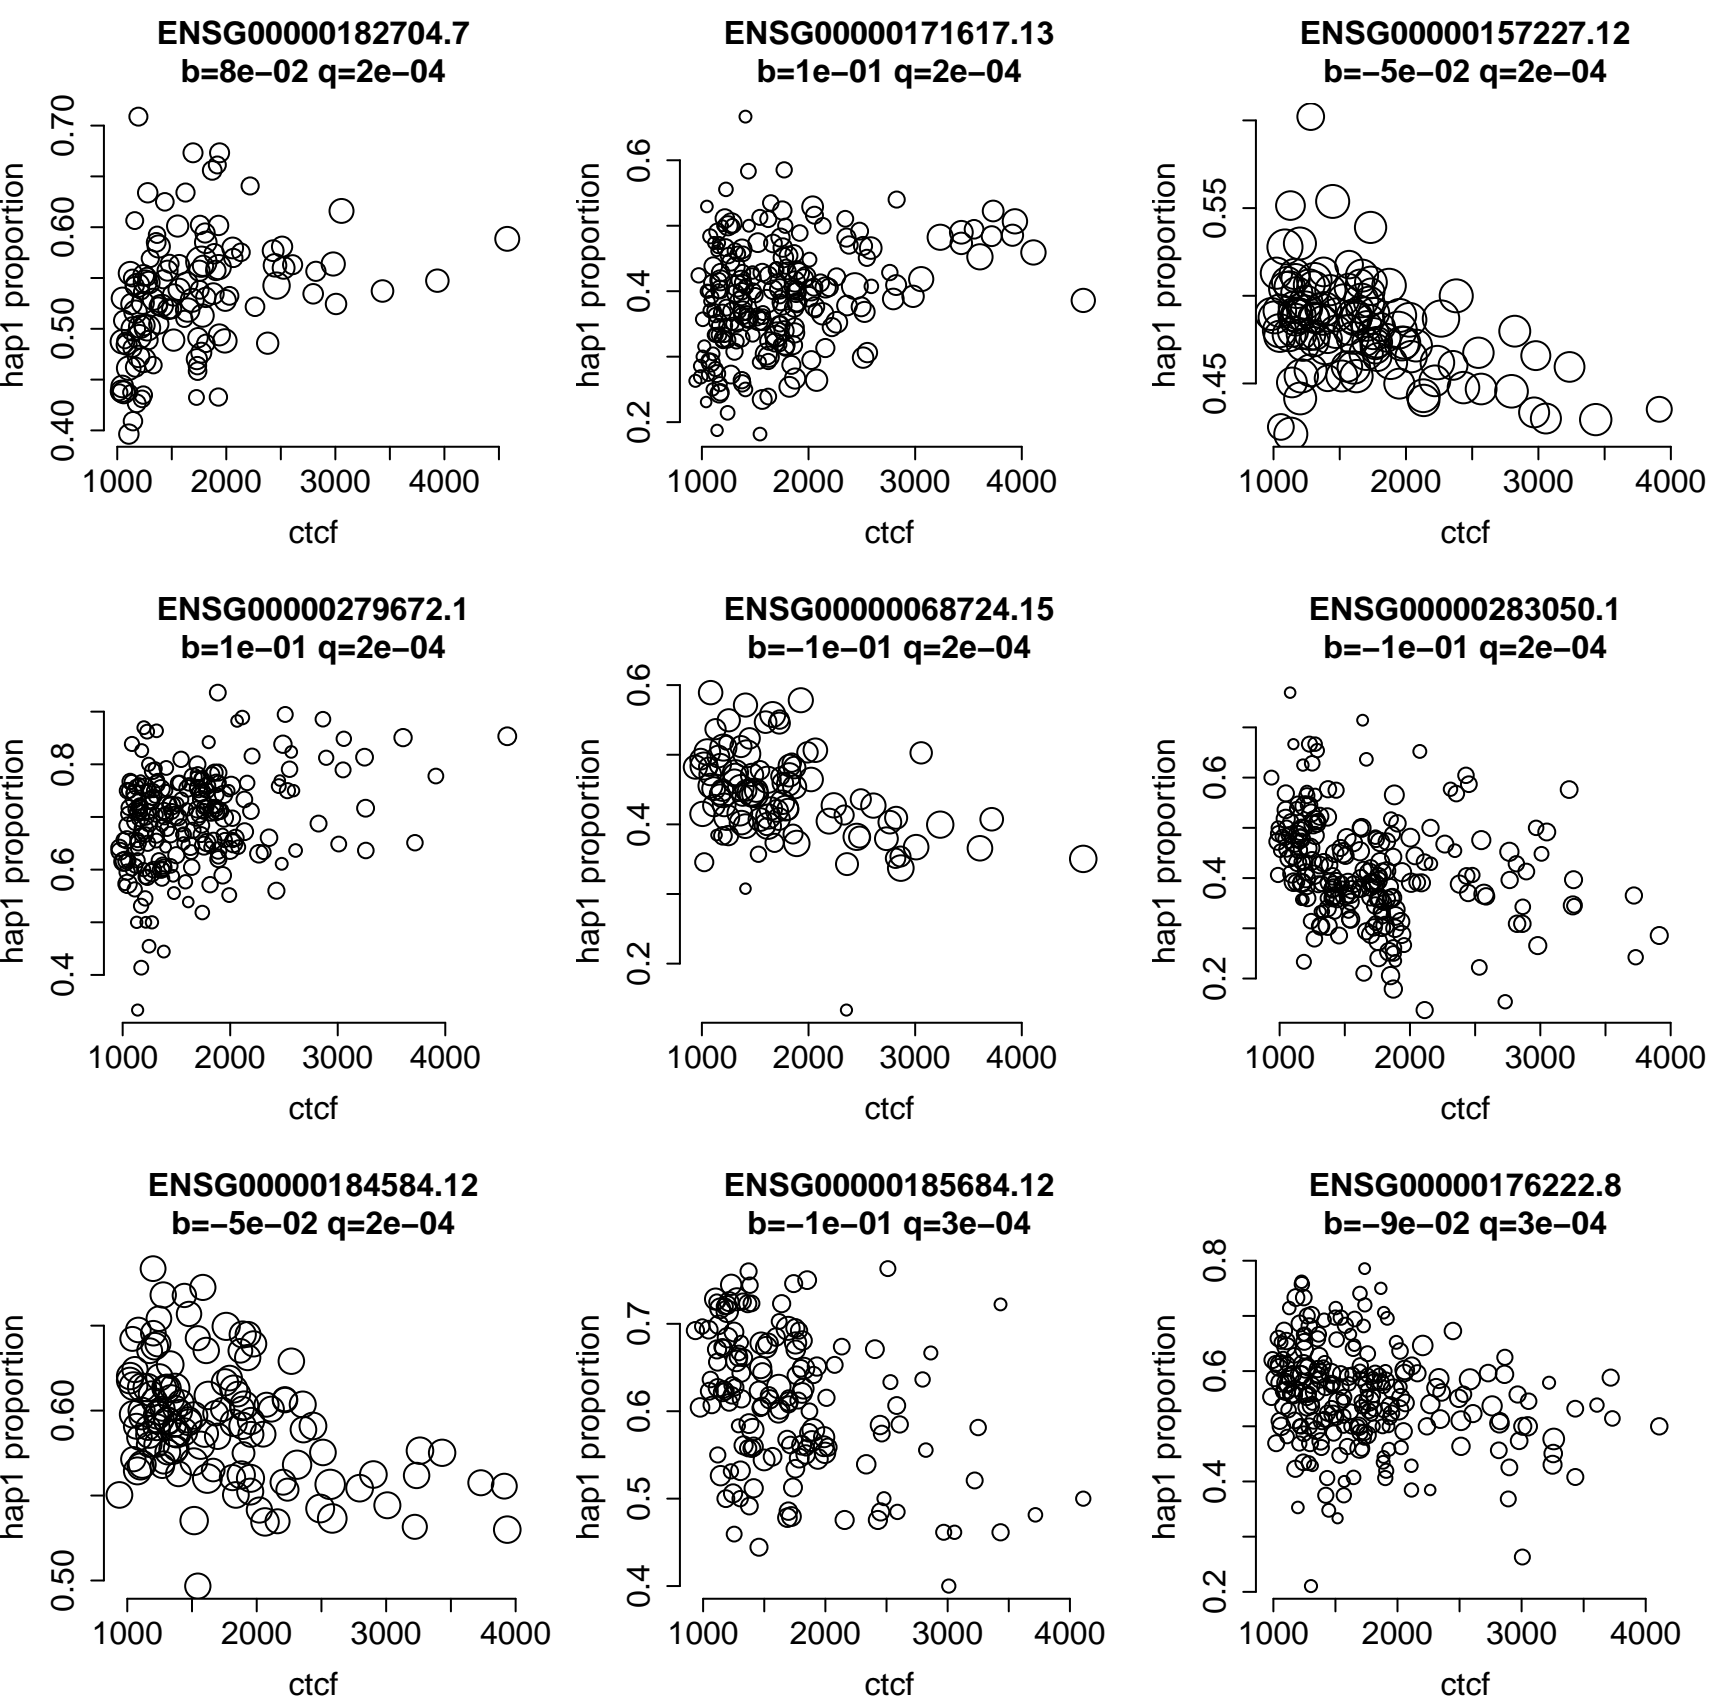 ENSG00000182704.7
b=8e−02 q=2e−04
hap1 proportion
0.70
0.60
0.50
0.40
1000 2000 3000 4000
ctcf
ENSG00000171617.13
b=1e−01 q=2e−04
hap1 proportion
0.6
0.4
0.2
1000 2000 3000 4000
ctcf
ENSG00000157227.12
b=−5e−02 q=2e−04
hap1 proportion
0.55
0.45
1000 2000 3000 4000
ctcf
ENSG00000279672.1
b=1e−01 q=2e−04
hap1 proportion
0.8
0.6
0.4
1000 2000 3000 4000
ctcf
ENSG00000068724.15
b=−1e−01 q=2e−04
hap1 proportion
0.6
0.4
0.2
1000 2000 3000 4000
ctcf
ENSG00000283050.1
b=−1e−01 q=2e−04
hap1 proportion
0.6
0.4
0.2
1000 2000 3000 4000
ctcf
ENSG00000184584.12
b=−5e−02 q=2e−04
hap1 proportion
0.60
0.50
1000 2000 3000 4000
ctcf
ENSG00000185684.12
b=−1e−01 q=3e−04
hap1 proportion
0.7
0.6
0.5
0.4
1000 2000 3000 4000
ctcf
ENSG00000176222.8
b=−9e−02 q=3e−04
hap1 proportion
0.8
0.6
0.4
0.2
1000 2000 3000 4000
ctcf